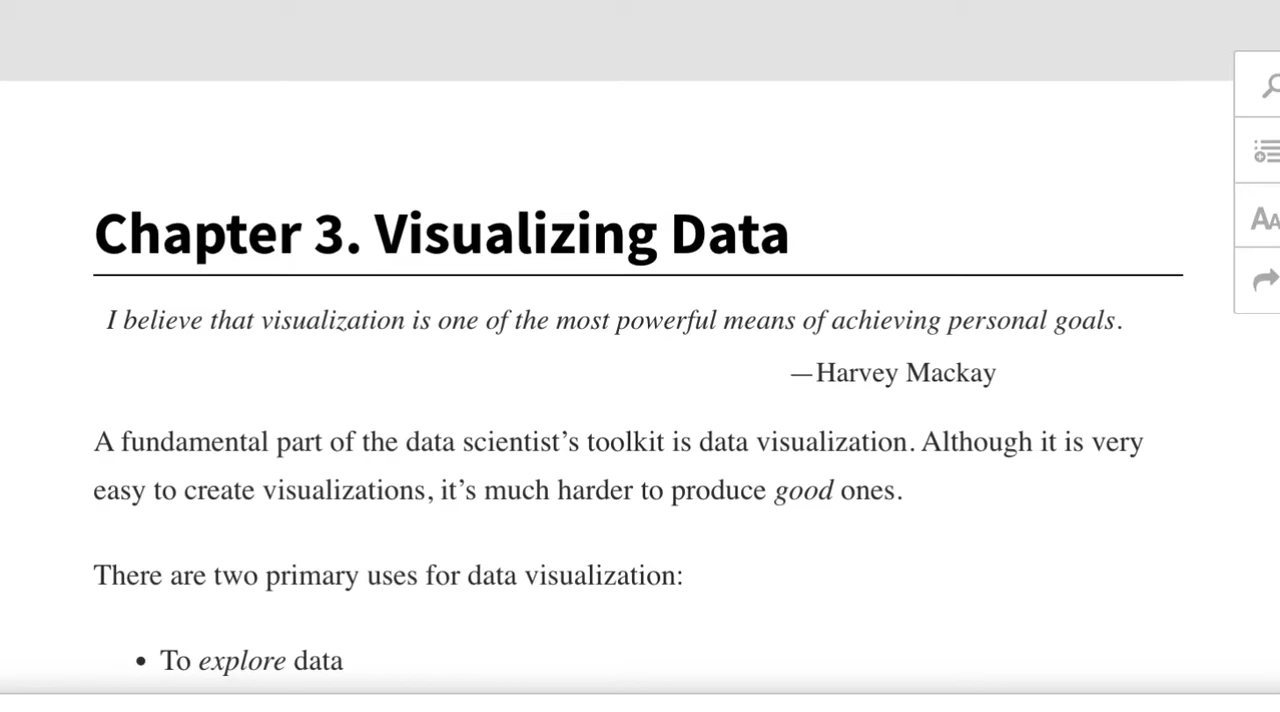 Chapter 3. Visualizing Data
I believe that visualization is one of the most powerful means of achieving personal goals.
—Harvey Mackay
A fundamental part of the data scientist’s toolkit is data visualization. Although it is very
easy to create visualizations, it’s much harder to produce good ones.
There are two primary uses for data visualization:
• To explore data
AA